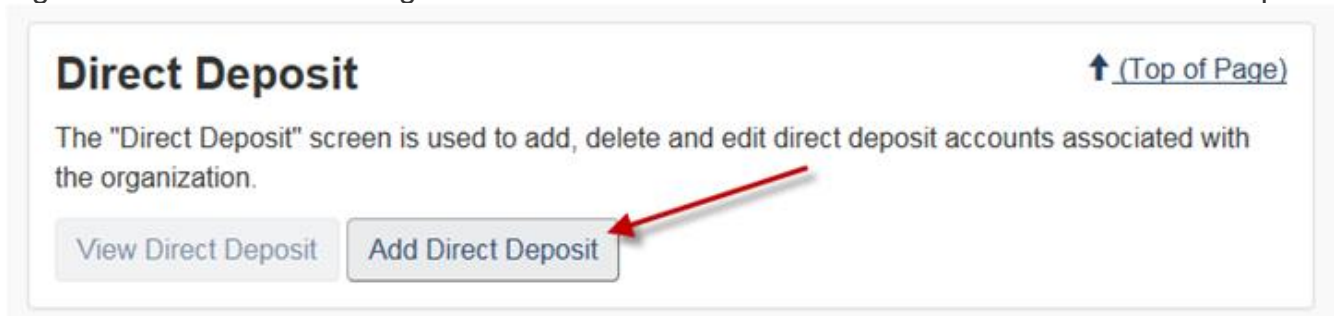 Direct Deposit
(Top of Page)
The "Direct Deposit" screen is used to add, delete and edit direct deposit accounts associated with
the organization.
View Direct Deposit
Add Direct Deposit